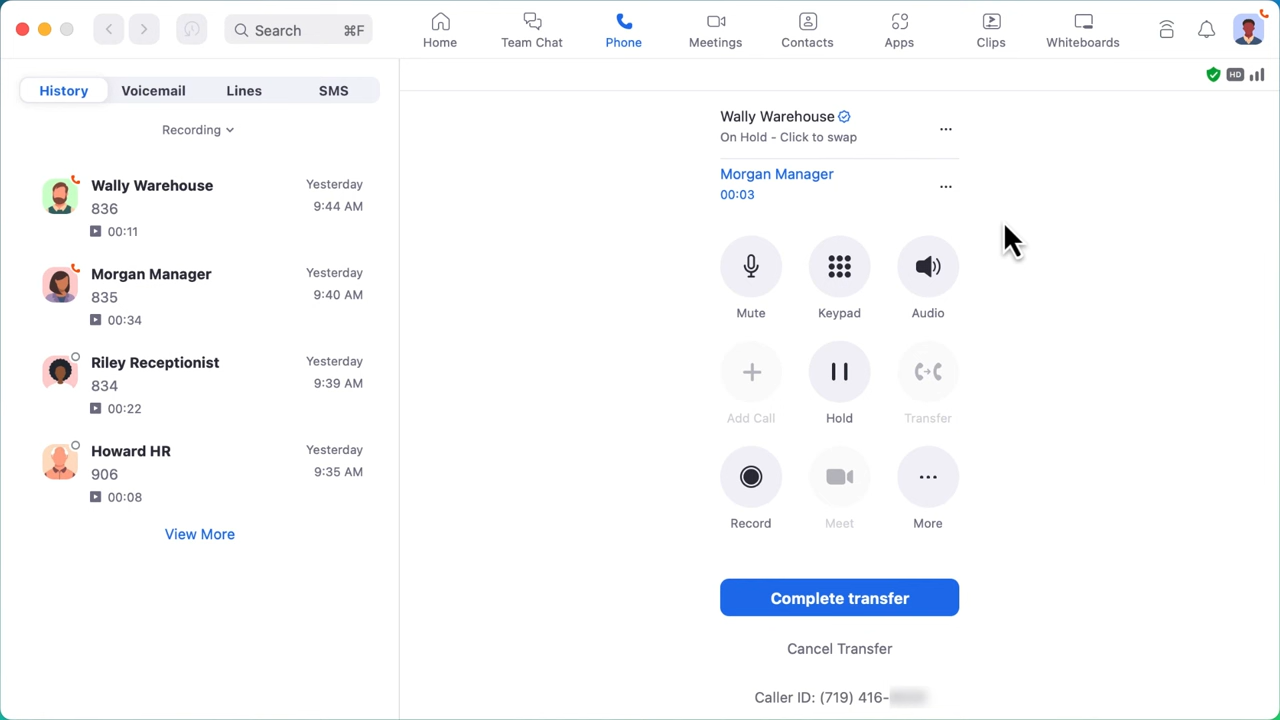 Search ⌘F
Home
Team Chat
Phone
Meetings
Contacts
Apps
Clips
Whiteboards
HD
History
Voicemail
Lines
SMS
Recording
Wally Warehouse
Yesterday
836
9:44 AM
00:11
Morgan Manager
Yesterday
835
9:40 AM
00:34
Riley Receptionist
Yesterday
834
9:39 AM
00:22
Howard HR
Yesterday
906
9:35 AM
00:08
View More
Wally Warehouse
On Hold - Click to swap
Morgan Manager
00:03
Mute
Keypad
Audio
Add Call
Hold
Transfer
Record
Meet
More
Complete transfer
Cancel Transfer
Caller ID: (719) 416-